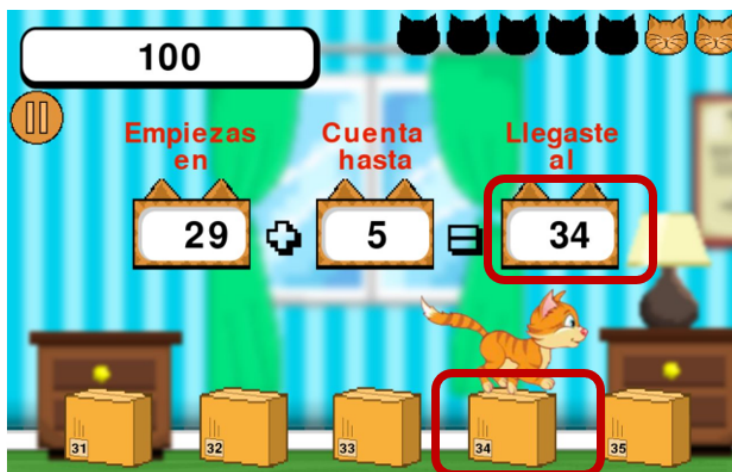 100
Empiezas
en
Cuenta
hasta
Llegaste
al
29 + 5 = 34
31
32
33
34
35